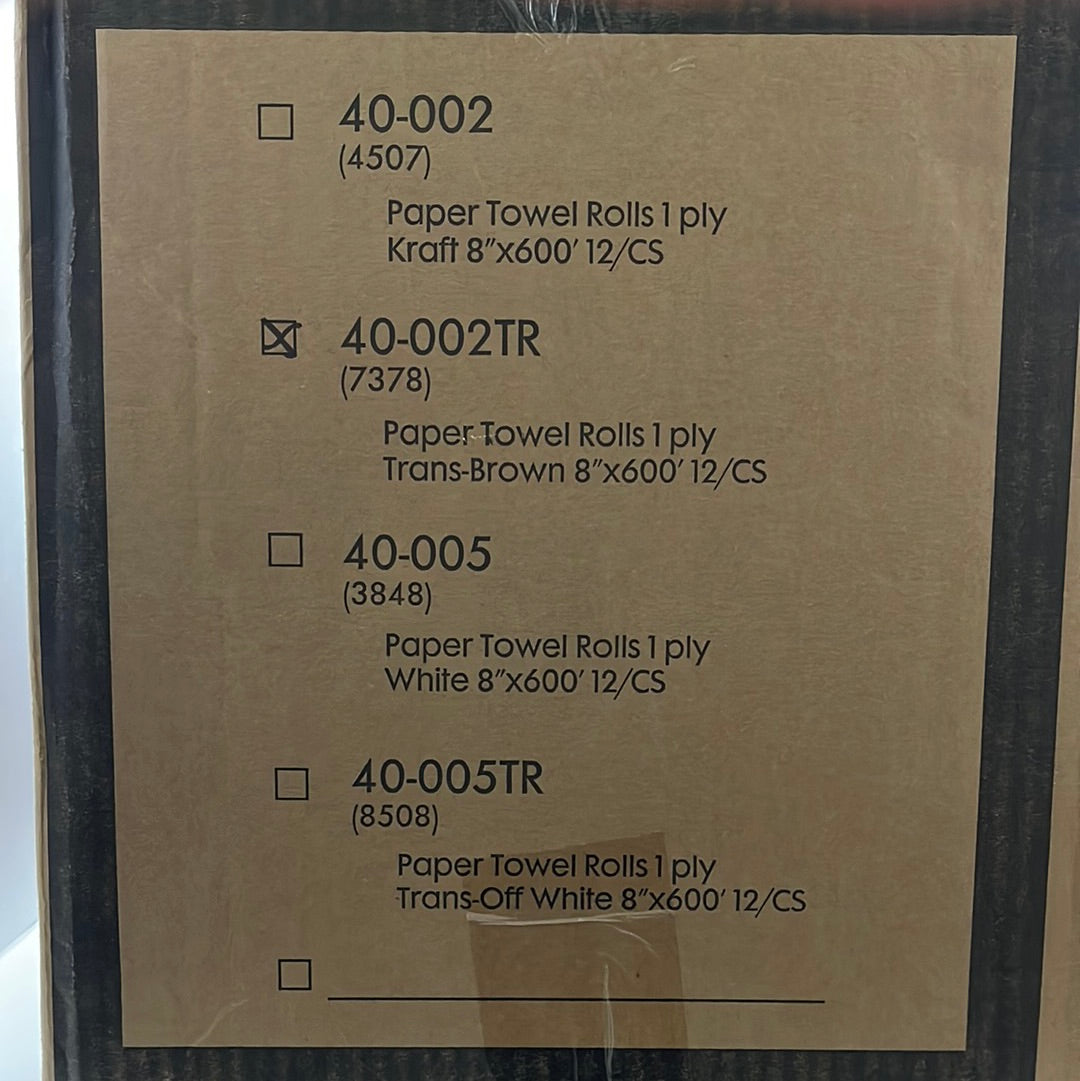 40-002
(4507)
Paper Towel Rolls 1 ply
Kraft 8”x600’ 12/CS
40-002TR
(7378)
Paper Towel Rolls 1 ply
Trans-Brown 8”x600’ 12/CS
40-005
(3848)
Paper Towel Rolls 1 ply
White 8”x600’ 12/CS
40-005TR
(8508)
Paper Towel Rolls 1 ply
Trans-Off White 8”x600’ 12/CS